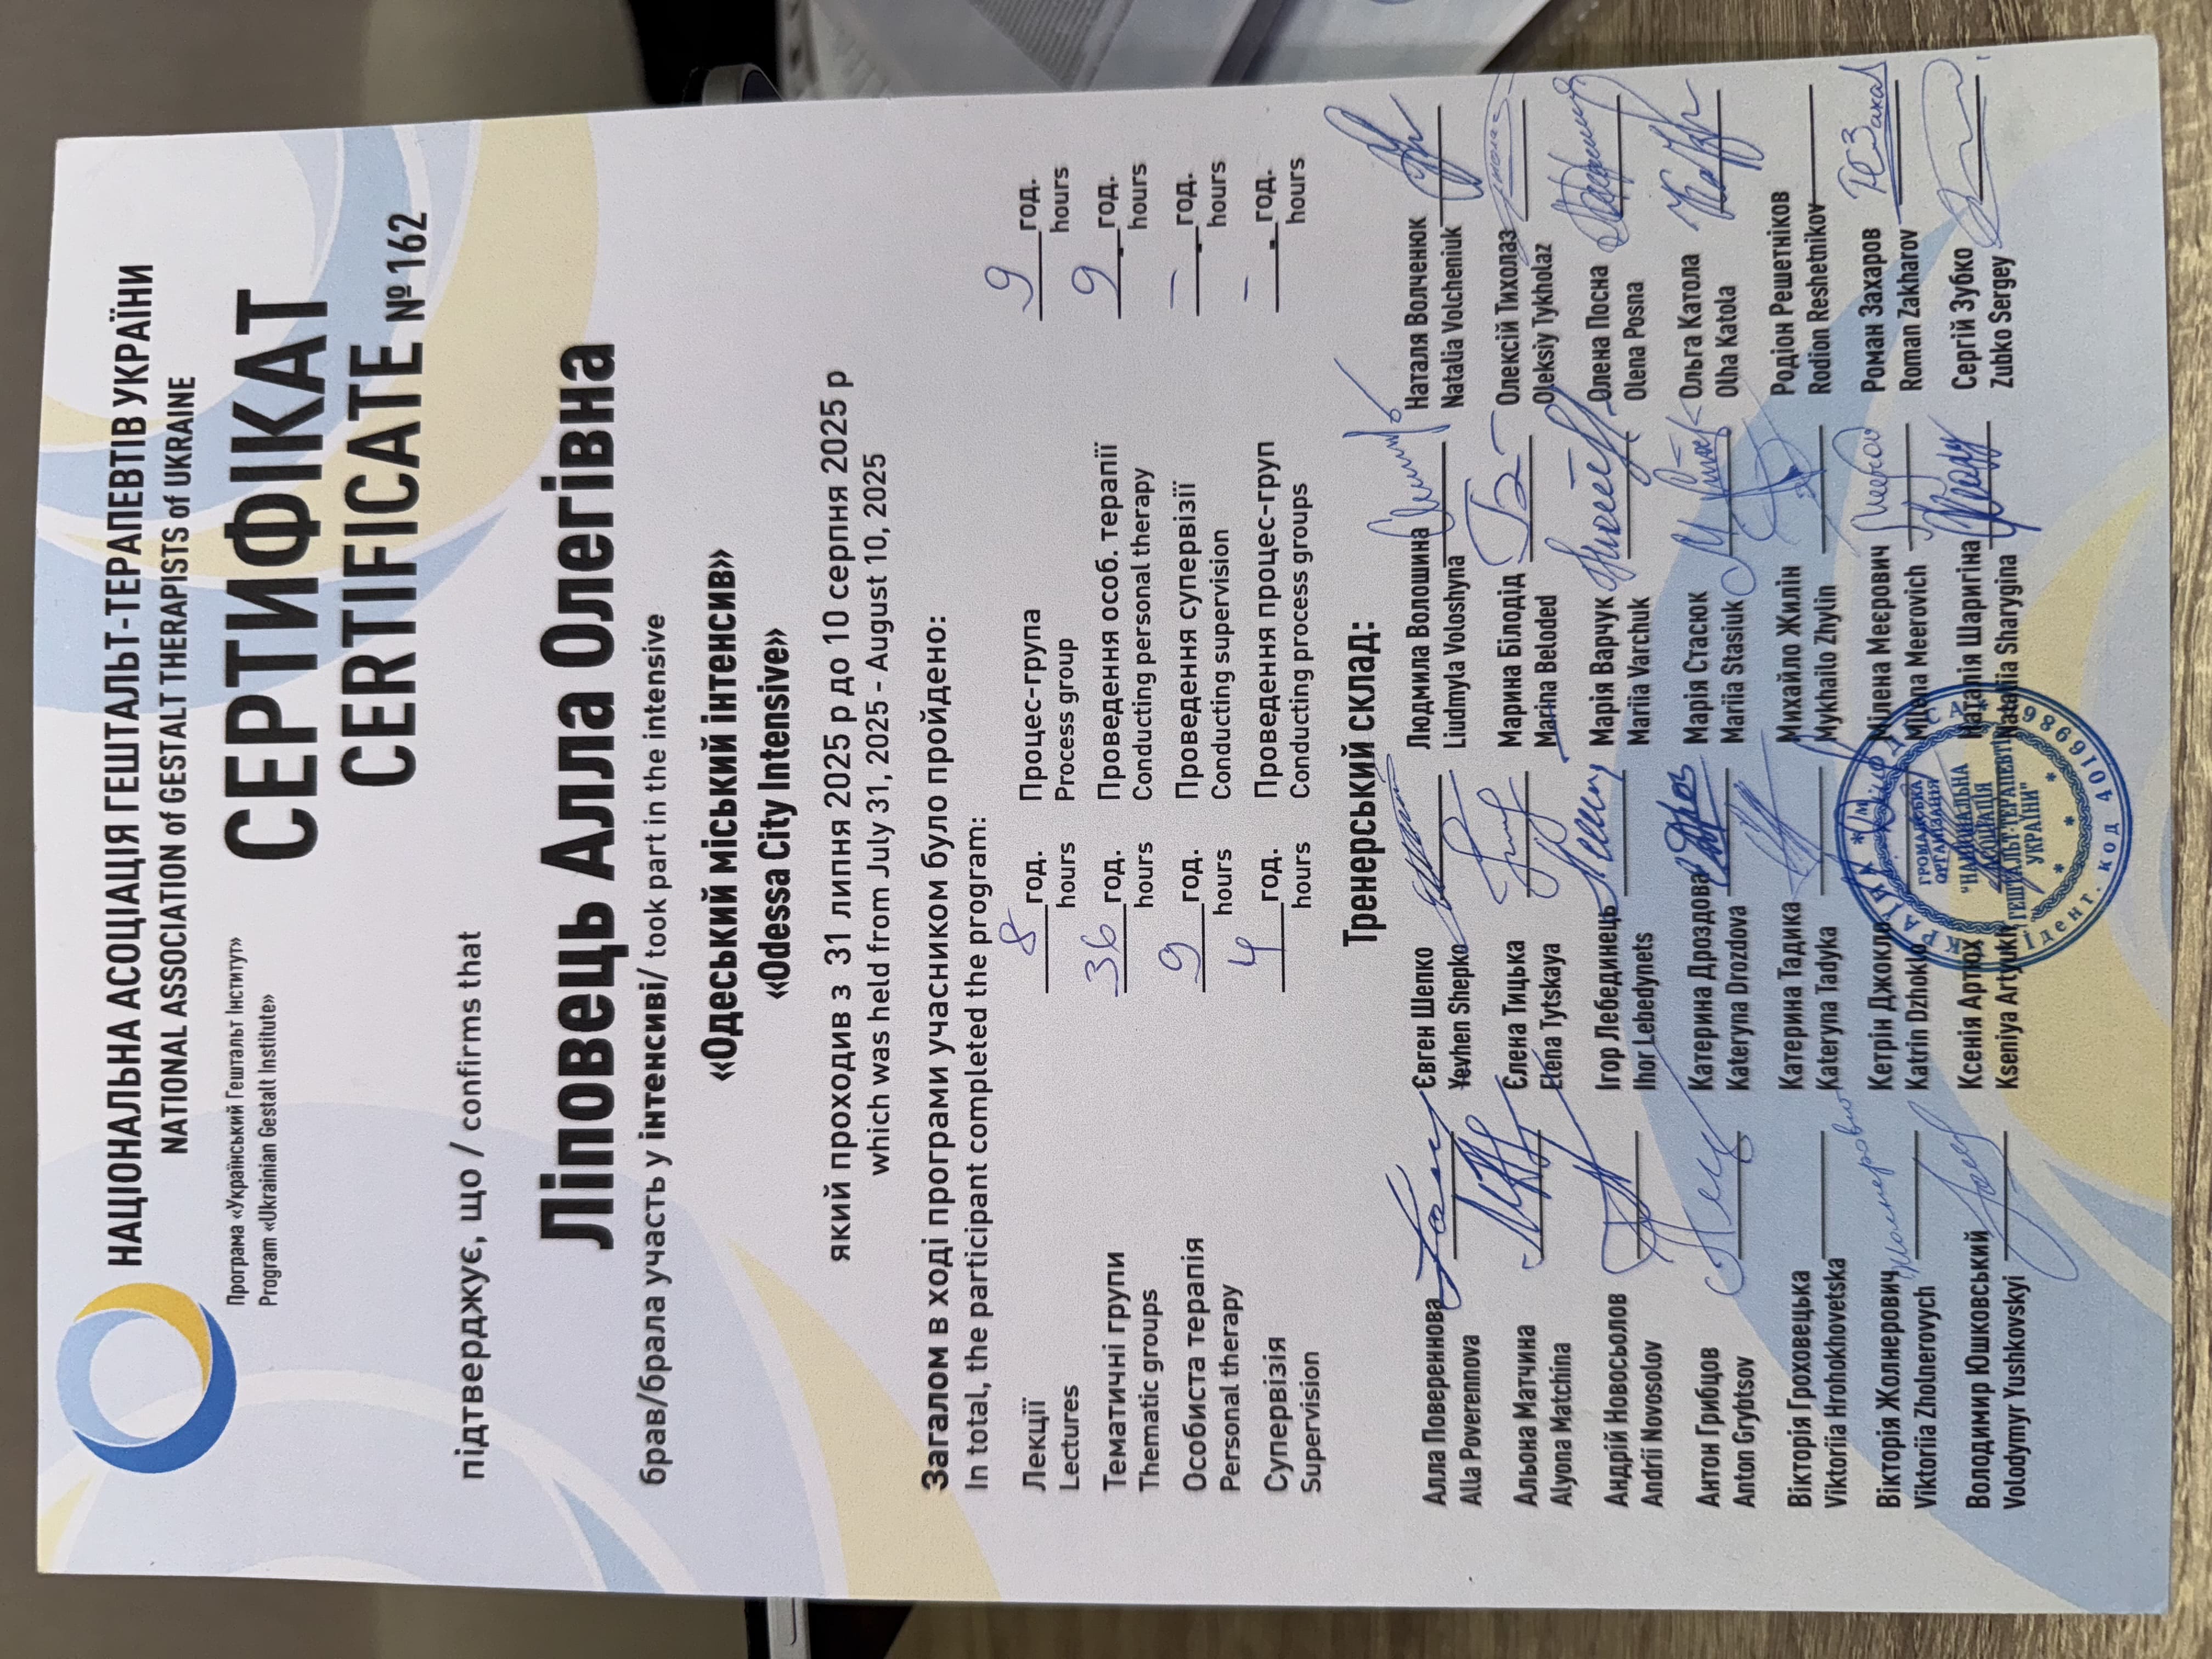 НАЦІОНАЛЬНА АСОЦІАЦІЯ ГЕШТАЛЬТ-ТЕРАПЕВТІВ УКРАЇНИ
NATIONAL ASSOCIATION of GESTALT THERAPISTS of UKRAINE
Програма «Український Гештальт Інститут»
Program «Ukrainian Gestalt Institute»
СЕРТИФІКАТ
CERTIFICATE № 162
підтверджує, що / confirms that
Ліповець Алла Олегівна
брав/брала участь у інтенсиві/ took part in the intensive
«Одеський міський інтенсив»
«Odessa City Intensive»
який проходив з 31 липня 2025 р до 10 серпня 2025 р
which was held from July 31, 2025 - August 10, 2025
Загалом в ході програми учасником було пройдено:
In total, the participant completed the program:
Лекції 8 год.
Lectures hours
Тематичні групи 36 год.
Thematic groups hours
Особиста терапія 9 год.
Personal therapy hours
Супервізія 4 год.
Supervision hours
Процес-група 9 год.
Process group hours
Проведення особ. терапії 9 год.
Conducting personal therapy hours
Проведення супервізії - год.
Conducting supervision hours
Проведення процес-груп - год.
Conducting process groups hours
Тренерський склад:
Алла Повереннова
Alla Poverennova
Альона Матчина
Alyona Matchina
Андрій Новосьолов
Andrii Novosolov
Антон Грибцов
Anton Grybtsov
Вікторія Гроховецька
Viktoriia Hrohokhovetska
Вікторія Жолнерович
Viktoriia Zholnerovych
Володимир Юшковський
Volodymyr Yushkovskyi
Євген Шепко
Yevhen Shepko
Єлена Тицька
Elena Tytskaya
Ігор Лебединець
Ihor Lebedynets
Катерина Дроздова
Kateryna Drozdova
Катерина Тадика
Kateryna Tadyka
Кетрін Джокло
Katrin Dzhoklo
Ксенія Артюх
Kseniya Artyukh
Людмила Волошина
Liudmyla Voloshyna
Марина Білодід
Marina Beloded
Марія Варчук
Mariia Varchuk
Марія Стасюк
Mariia Stasiuk
Михайло Жилін
Mykhailo Zhylin
Мілена Меєрович
Milena Meerovich
Наталія Шаригіна
Nataliia Sharygina
Наталя Волченюк
Natalia Volcheniuk
Олексій Тихолаз
Oleksiy Tykholaz
Олена Посна
Olena Posna
Ольга Катола
Olha Katola
Родіон Решетніков
Rodion Reshetnikov
Роман Захаров
Roman Zakharov
Сергій Зубко
Zubko Sergey
ГРОМАДСЬКА
ОРГАНІЗАЦІЯ
"НАЦІОНАЛЬНА
АСОЦІАЦІЯ
ГЕШТАЛЬТ-ТЕРАПЕВТІВ
УКРАЇНИ"